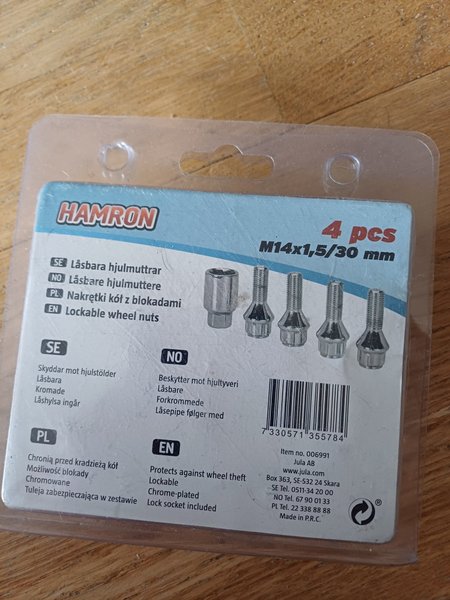 HAMRON
4 pcs
M14x1,5/30 mm
SE Låsbara hjulmuttrar
NO Låsbare hjulmuttere
PL Nakrętki kół z blokadami
EN Lockable wheel nuts
SE
Skyddar mot hjulstölder
Låsbara
Kromade
Låshylsa ingår
NO
Beskytter mot hjultyveri
Låsbare
Forkrommede
Låsepipe følger med
PL
Chronią przed kradzieżą kół
Możliwość blokady
Chromowane
Tuleja zabezpieczająca w zestawie
EN
Protects against wheel theft
Lockable
Chrome-plated
Lock socket included
7 330571 355784
Item no. 006991
Jula AB
www.jula.com
Box 363, SE-532 24 Skara
SE Tel. 0511-34 20 00
NO Tel. 67 90 01 33
PL Tel. 22 338 88 88
Made in P.R.C.
®